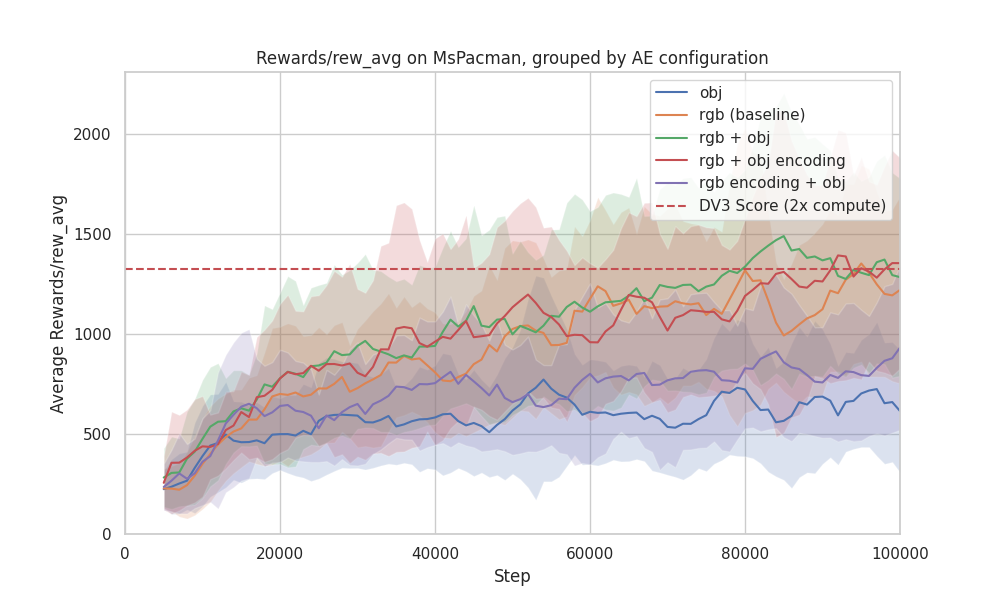 Rewards/rew_avg on MsPacman, grouped by AE configuration
obj
rgb (baseline)
rgb + obj
rgb + obj encoding
rgb encoding + obj
DV3 Score (2x compute)
Average Rewards/rew_avg
2000
1500
1000
500
0
0 20000 40000 60000 80000 100000
Step